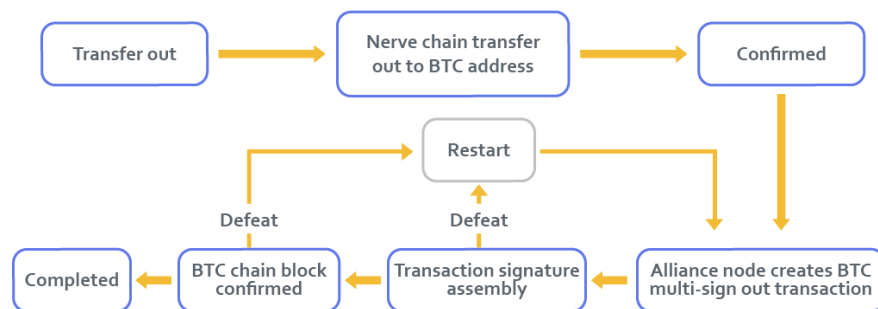 Transfer out
Nerve chain transfer
out to BTC address
Confirmed
Restart
Defeat
Defeat
Completed
BTC chain block
confirmed
Transaction signature
assembly
Alliance node creates BTC
multi-sign out transaction